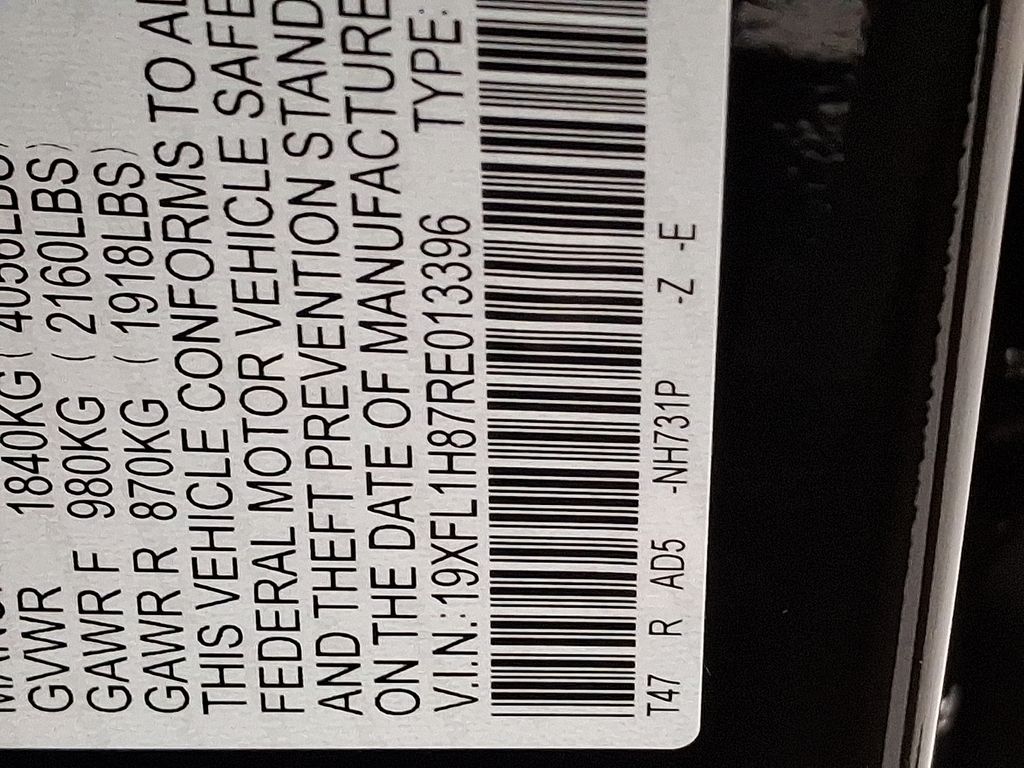 GVWR 1840KG ( 4056LBS)
GAWR F 980KG ( 2160LBS)
GAWR R 870KG ( 1918LBS)
THIS VEHICLE CONFORMS TO
FEDERAL MOTOR VEHICLE SAFE
AND THEFT PREVENTION STAND
ON THE DATE OF MANUFACTURE
V.I.N.:19XFL1H87RE013396 TYPE:
T47 R AD5 -NH731P -Z -E